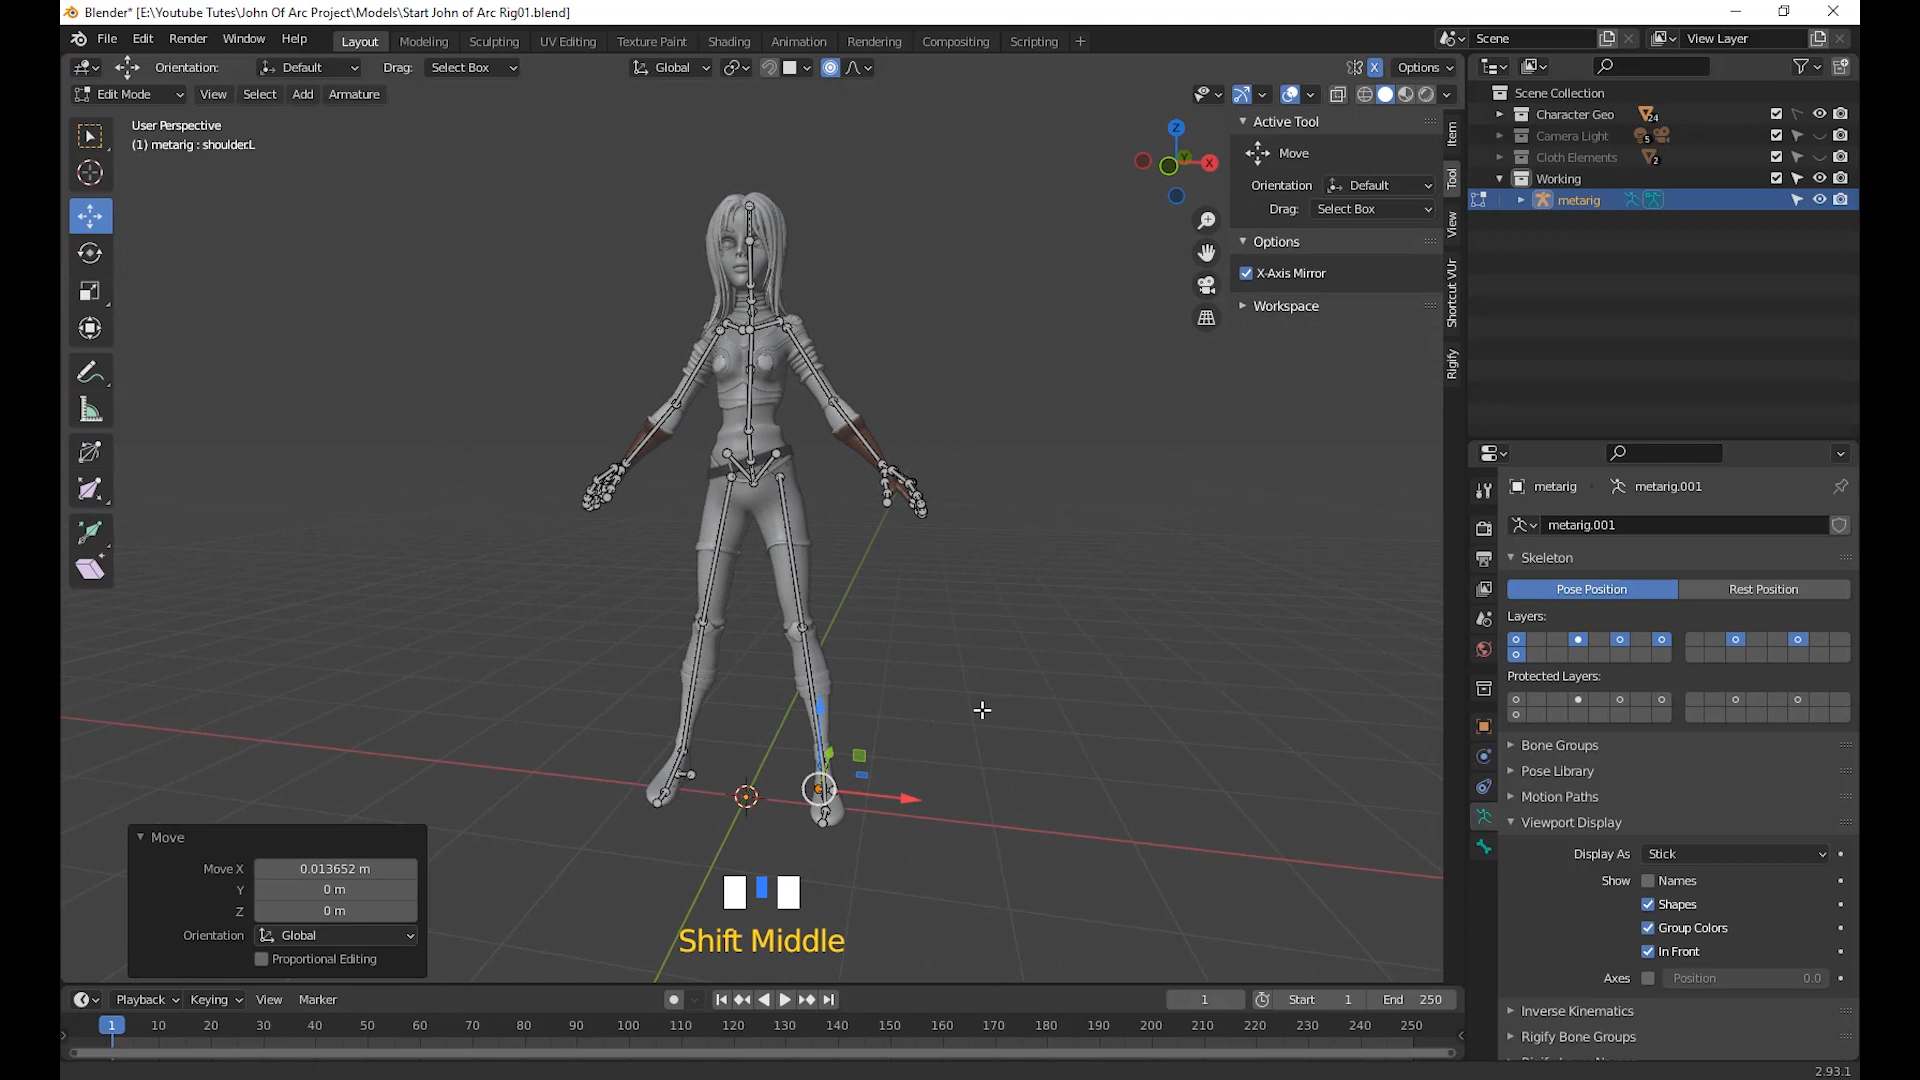 Blender* [E:\Youtube Tutes\John Of Arc Project\Models\Start John of Arc Rig01.blend]
File Edit Render Window Help Layout Modeling Sculpting UV Editing Texture Paint Shading Animation Rendering Compositing Scripting + Scene View Layer
Orientation: Default Drag: Select Box Global Options
Edit Mode View Select Add Armature
User Perspective
(1) metarig : shoulder.L
Z
Y
X
Active Tool
Move
Orientation Default
Drag: Select Box
Options
X-Axis Mirror
Workspace
Item
Tool
View
Shortcut VUr
Rigify
Scene Collection
Character Geo 24
Camera Light 5
Cloth Elements 2
Working
metarig
metarig metarig.001
metarig.001
Skeleton
Pose Position Rest Position
Layers:
Protected Layers:
Bone Groups
Pose Library
Motion Paths
Viewport Display
Display As Stick
Show Names
Shapes
Group Colors
In Front
Axes Position 0.0
Inverse Kinematics
Rigify Bone Groups
Move
Move X 0.013652 m
Y 0 m
Z 0 m
Orientation Global
Proportional Editing
Shift Middle
Playback Keying View Marker 1 Start 1 End 250
1 10 20 30 40 50 60 70 80 90 100 110 120 130 140 150 160 170 180 190 200 210 220 230 240 250
2.93.1